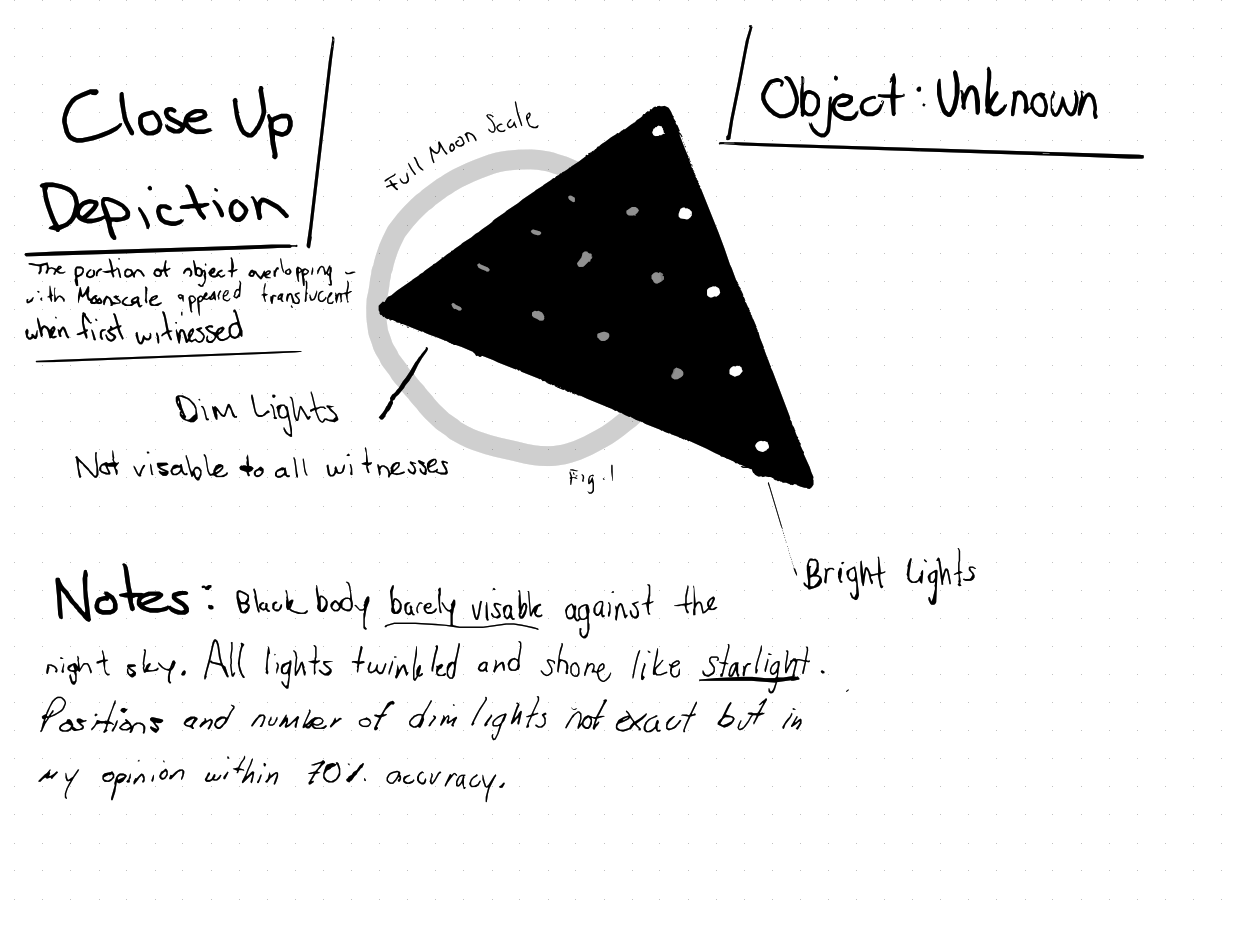 Close Up
Depiction
The portion of object overlapping -
with Moonscale appeared translucent
when first witnessed
Full Moon Scale
Object: Unknown
Dim Lights
Not visable to all witnesses
Fig. 1
Bright Lights
Notes: Black body barely visable against the
night sky. All lights twinkled and shone like starlight.
Positions and number of dim lights not exact but in
my opinion within 70% accuracy.